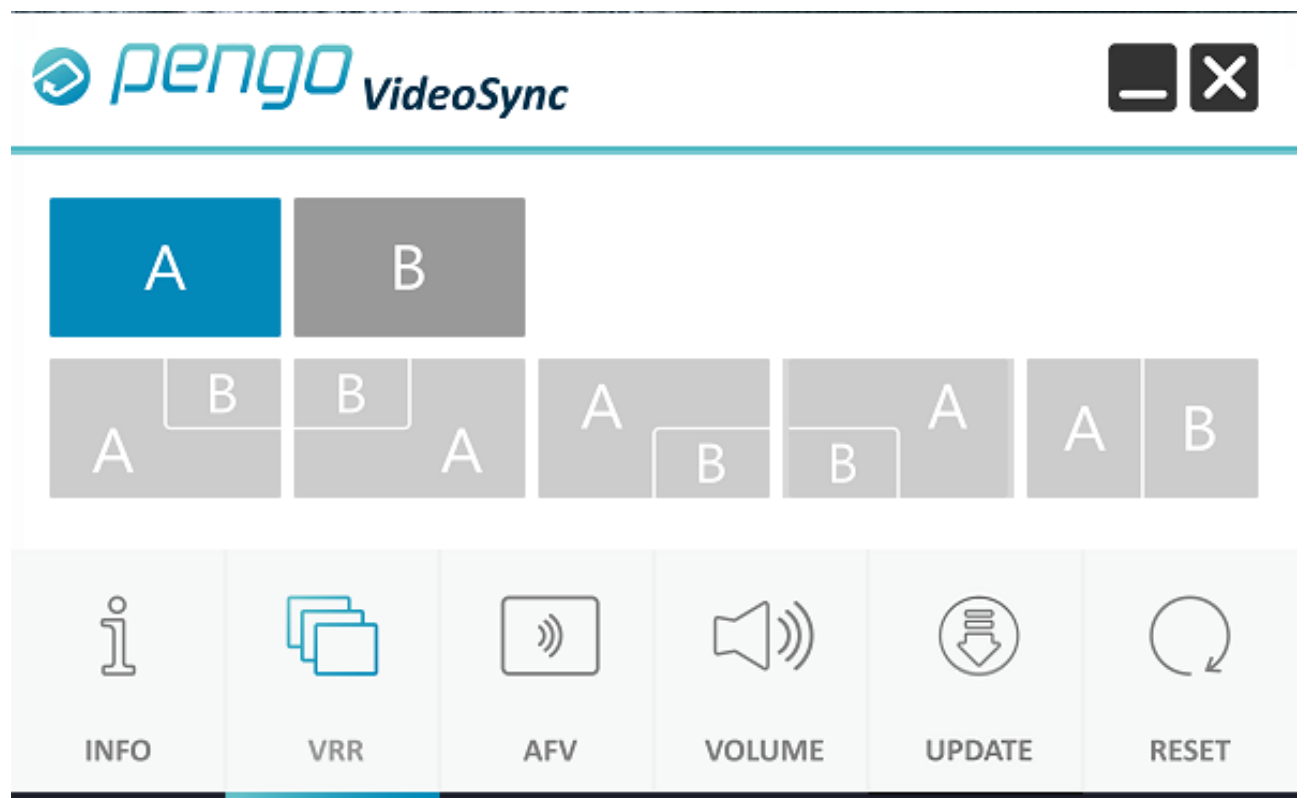 pengo VideoSync
A B
A B B A A B B A A B
INFO VRR AFV VOLUME UPDATE RESET